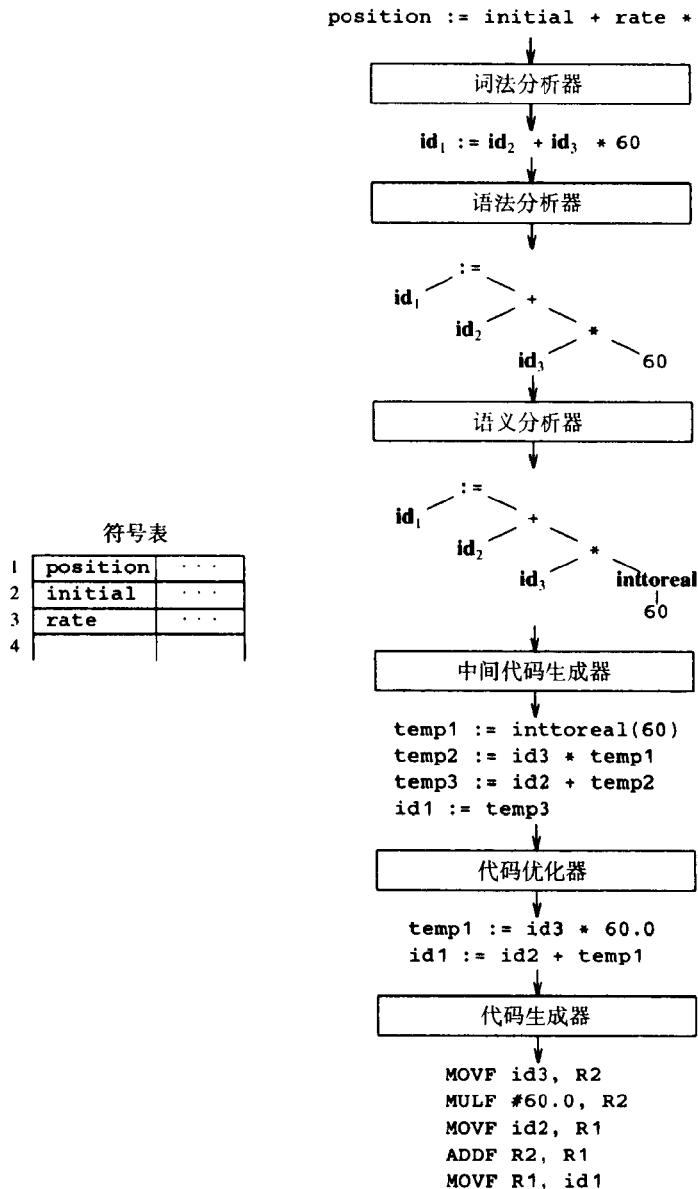 position := initial + rate *
词法分析器
id₁ := id₂ + id₃ * 60
语法分析器
:=
id₁ +
id₂ *
id₃ 60
语义分析器
:=
id₁ +
id₂ *
id₃ inttoreal
60
符号表
1 position ···
2 initial ···
3 rate ···
4
中间代码生成器
temp1 := inttoreal(60)
temp2 := id3 * temp1
temp3 := id2 + temp2
id1 := temp3
代码优化器
temp1 := id3 * 60.0
id1 := id2 + temp1
代码生成器
MOVF id3, R2
MULF #60.0, R2
MOVF id2, R1
ADDF R2, R1
MOVF R1, id1